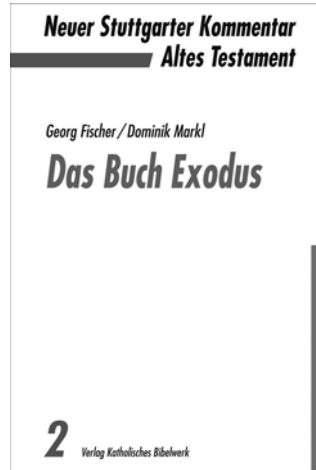 Neuer Stuttgarter Kommentar
Altes Testament
Georg Fischer/Dominik Markl
Das Buch Exodus
2 Verlag Katholisches Bibelwerk